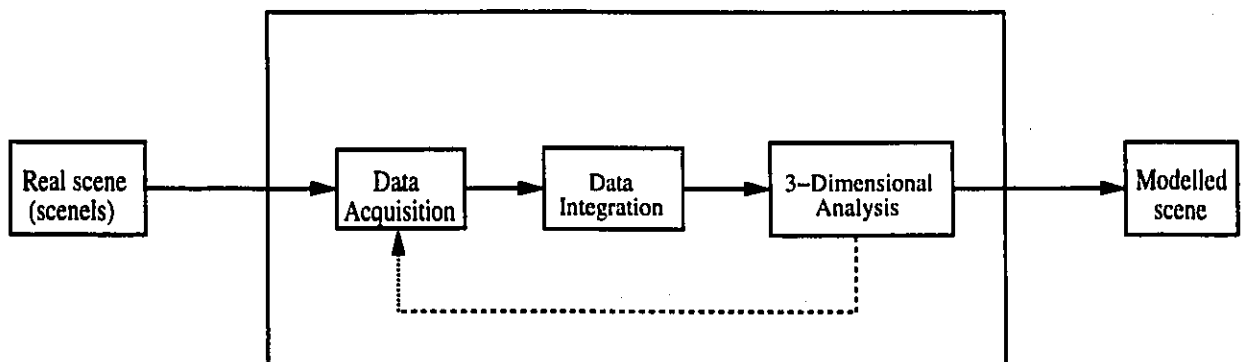 Real scene
(scenels)
Data
Acquisition
Data
Integration
3-Dimensional
Analysis
Modelled
scene